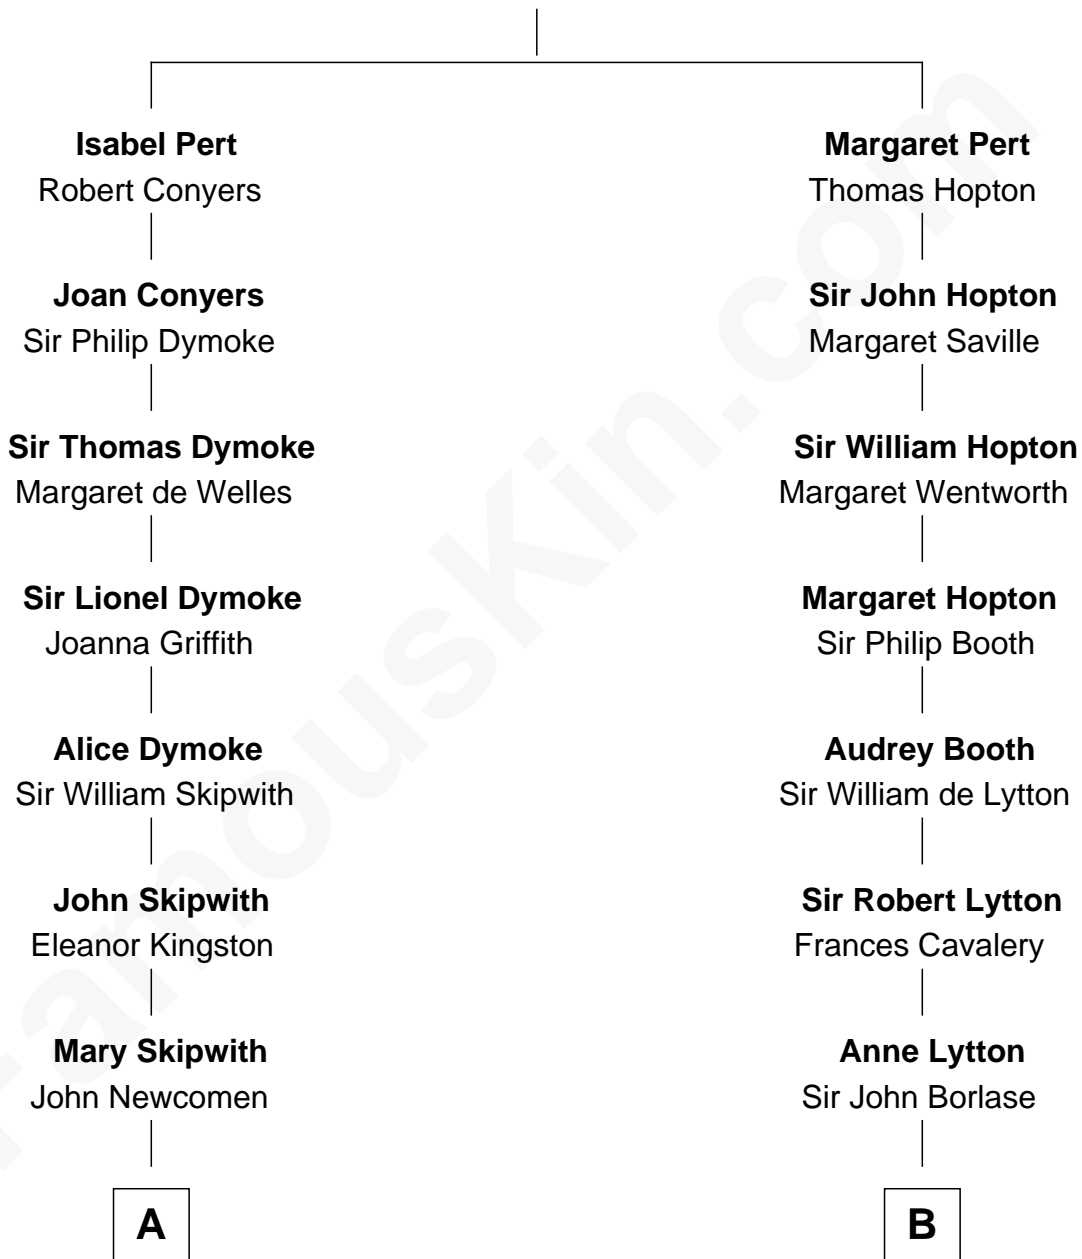 Isabel Pert
Robert Conyers
Joan Conyers
Sir Philip Dymoke
Sir Thomas Dymoke
Margaret de Welles
Sir Lionel Dymoke
Joanna Griffith
Alice Dymoke
Sir William Skipwith
John Skipwith
Eleanor Kingston
Mary Skipwith
John Newcomen
A
Margaret Pert
Thomas Hopton
Sir John Hopton
Margaret Saville
Sir William Hopton
Margaret Wentworth
Margaret Hopton
Sir Philip Booth
Audrey Booth
Sir William de Lytton
Sir Robert Lytton
Frances Cavalery
Anne Lytton
Sir John Borlase
B
FamousKin.com